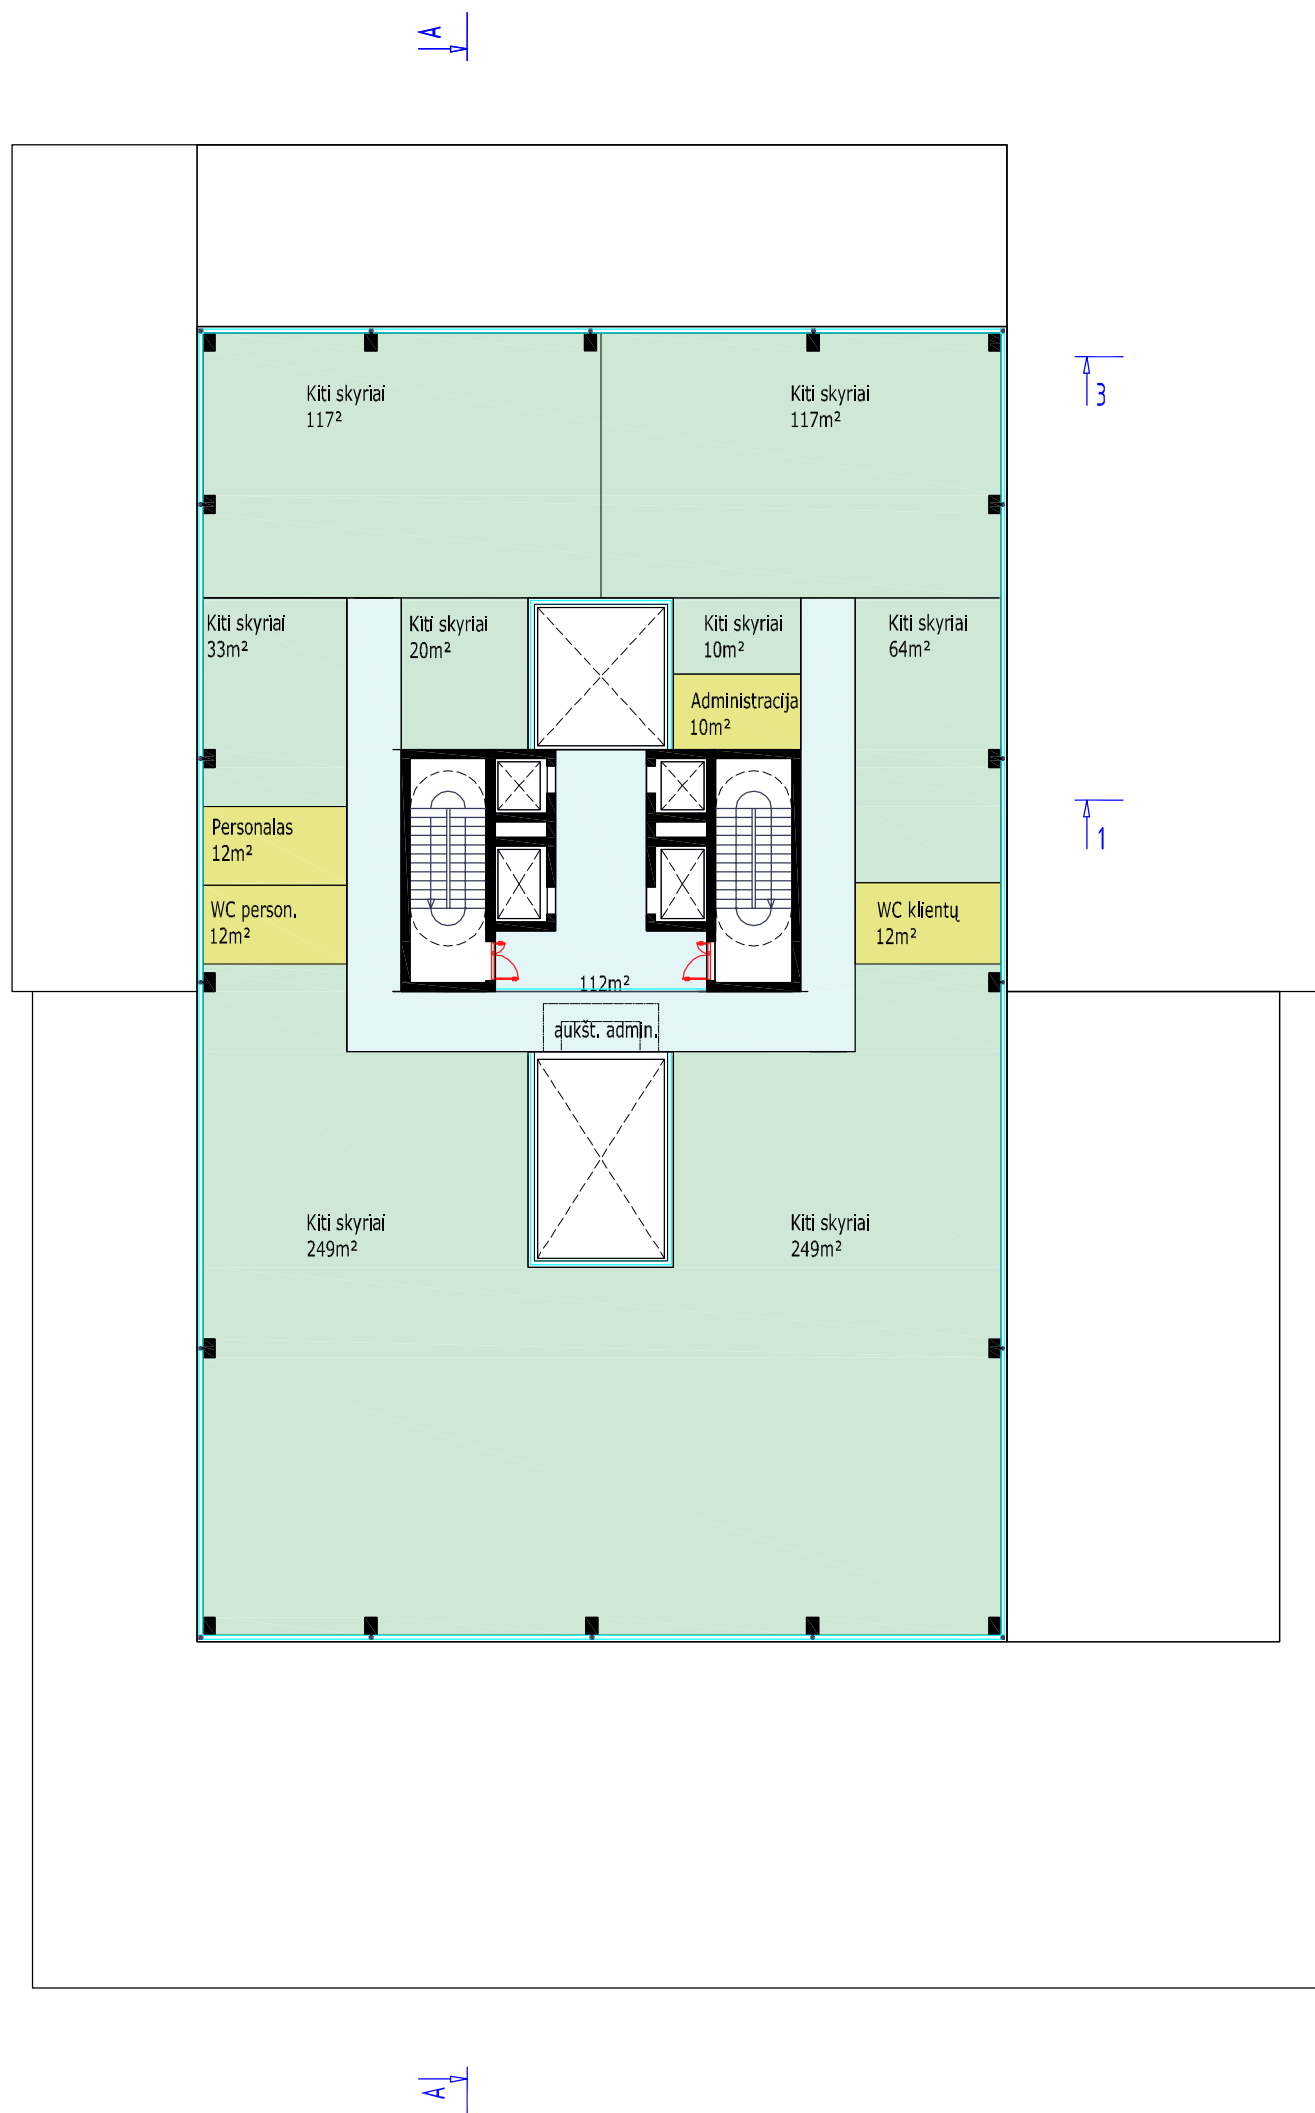 A
Kiti skyriai
117²
Kiti skyriai
117m²
3
Kiti skyriai
33m²
Kiti skyriai
20m²
Kiti skyriai
10m²
Kiti skyriai
64m²
Administracija
10m²
Personalas
12m²
1
WC person.
12m²
WC klientų
12m²
112m²
aukšt. admin.
Kiti skyriai
249m²
Kiti skyriai
249m²
A